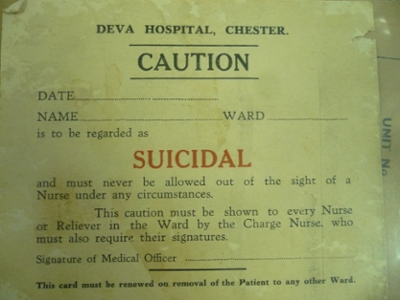 DEVA HOSPITAL, CHESTER.
CAUTION
DATE
NAME WARD
is to be regarded as
SUICIDAL
and must never be allowed out of the sight of a
Nurse under any circumstances.
This caution must be shown to every Nurse
or Reliever in the Ward by the Charge Nurse, who
must also require their signatures.
Signature of Medical Officer
This card must be renewed on removal of the Patient to any other Ward.
UNIT No